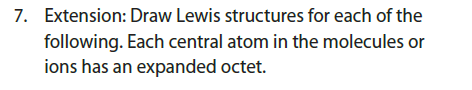 7. Extension: Draw Lewis structures for each of the
following. Each central atom in the molecules or
ions has an expanded octet.